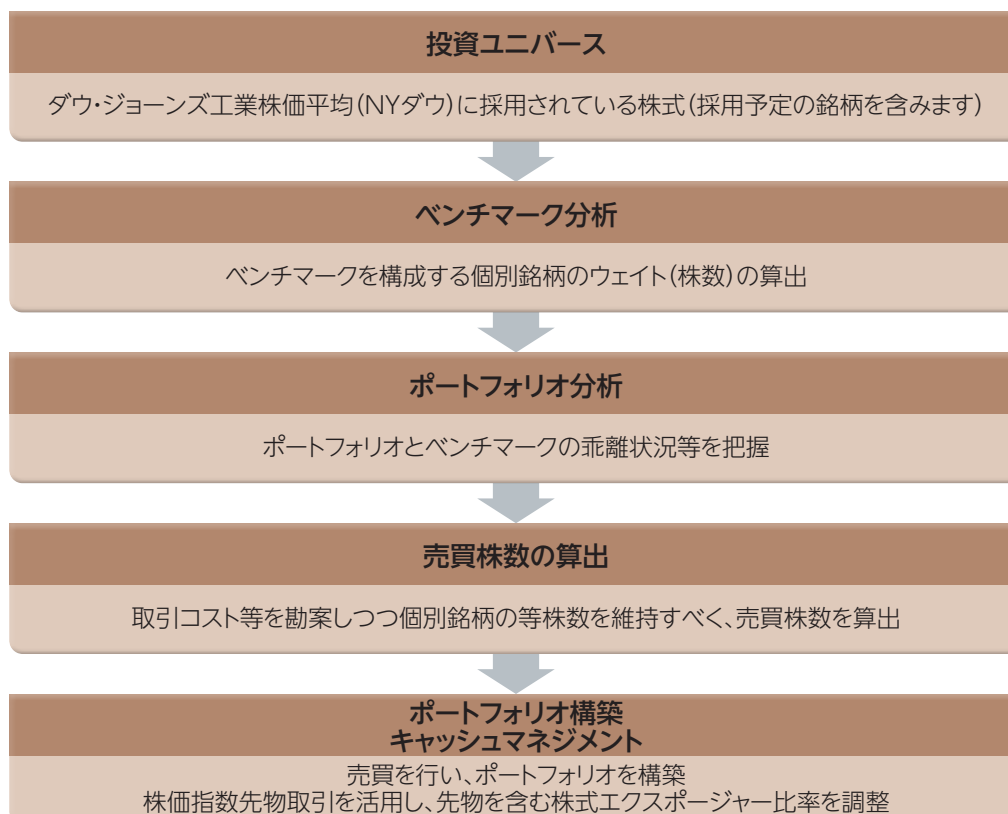 投資ユニバース
ダウ・ジョーンズ工業株価平均(NYダウ)に採用されている株式(採用予定の銘柄を含みます)
ベンチマーク分析
ベンチマークを構成する個別銘柄のウェイト(株数)の算出
ポートフォリオ分析
ポートフォリオとベンチマークの乖離状況等を把握
売買株数の算出
取引コスト等を勘案しつつ個別銘柄の等株数を維持すべく、売買株数を算出
ポートフォリオ構築
キャッシュマネジメント
売買を行い、ポートフォリオを構築
株価指数先物取引を活用し、先物を含む株式エクスポージャー比率を調整